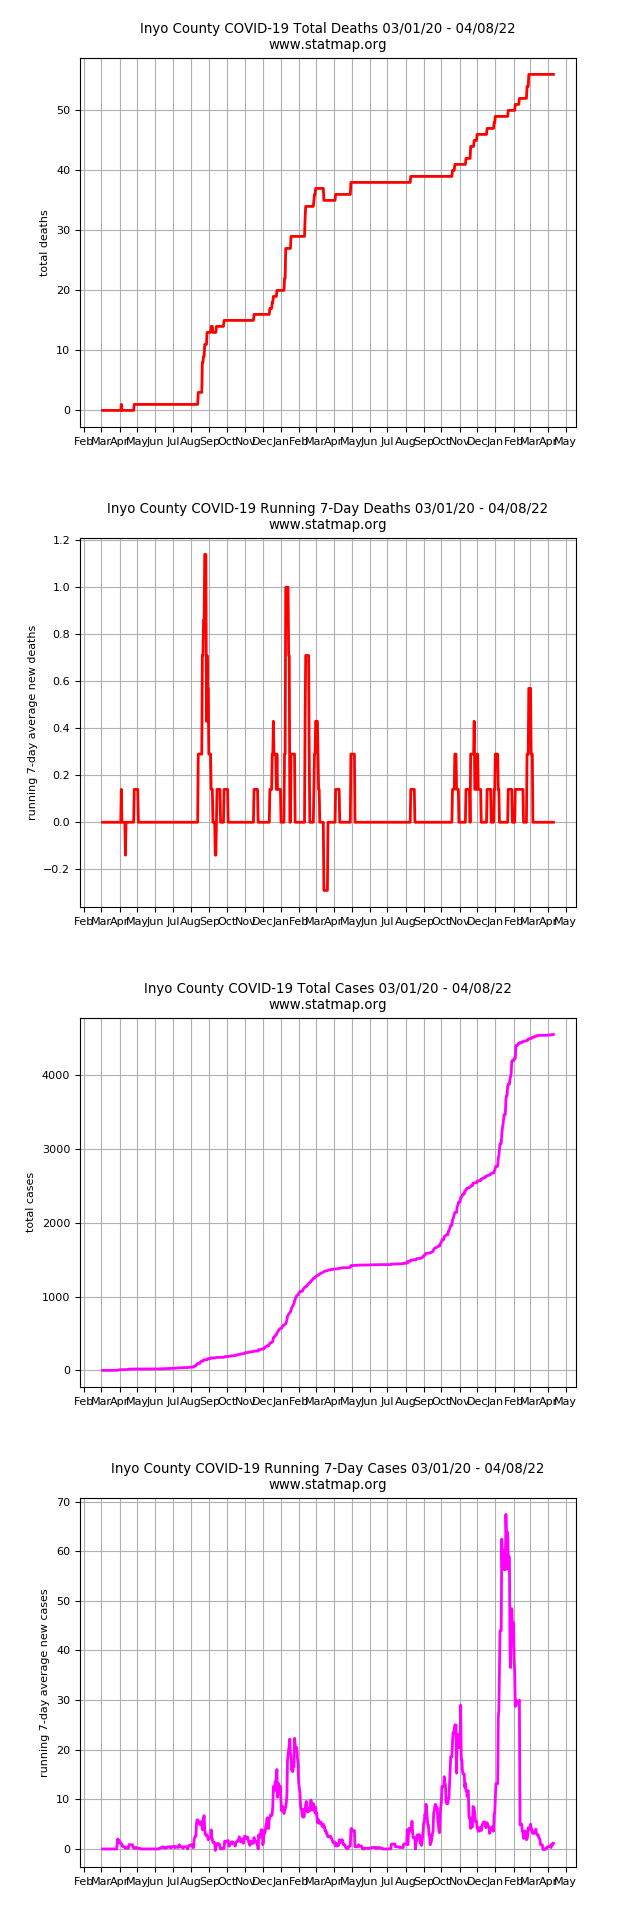 Inyo County COVID-19 Total Deaths 03/01/20 - 04/08/22
www.statmap.org
50
40
30
20
10
0
total deaths
Feb Mar Apr May Jun Jul Aug Sep Oct Nov Dec Jan Feb Mar Apr May Jun Jul Aug Sep Oct Nov Dec Jan Feb Mar Apr May
Inyo County COVID-19 Running 7-Day Deaths 03/01/20 - 04/08/22
www.statmap.org
1.2
1.0
0.8
0.6
0.4
0.2
0.0
−0.2
running 7-day average new deaths
Feb Mar Apr May Jun Jul Aug Sep Oct Nov Dec Jan Feb Mar Apr May Jun Jul Aug Sep Oct Nov Dec Jan Feb Mar Apr May
Inyo County COVID-19 Total Cases 03/01/20 - 04/08/22
www.statmap.org
4000
3000
2000
1000
0
total cases
Feb Mar Apr May Jun Jul Aug Sep Oct Nov Dec Jan Feb Mar Apr May Jun Jul Aug Sep Oct Nov Dec Jan Feb Mar Apr May
Inyo County COVID-19 Running 7-Day Cases 03/01/20 - 04/08/22
www.statmap.org
70
60
50
40
30
20
10
0
running 7-day average new cases
Feb Mar Apr May Jun Jul Aug Sep Oct Nov Dec Jan Feb Mar Apr May Jun Jul Aug Sep Oct Nov Dec Jan Feb Mar Apr May